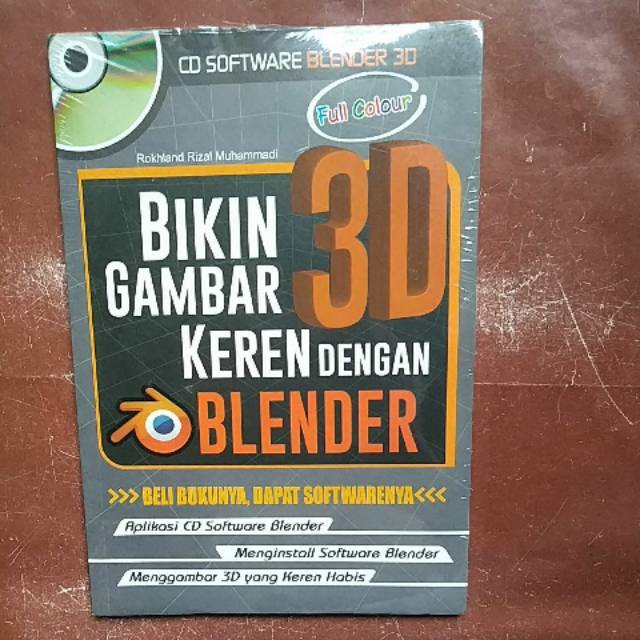 CD SOFTWARE BLENDER 3D
Full Colour
Rokhland Rizal Muhammadi
BIKIN
GAMBAR 3D
KEREN DENGAN
BLENDER
>>> BELI BUKUNYA, DAPAT SOFTWARENYA<<<
Aplikasi CD Software Blender
Menginstall Software Blender
Menggambar 3D yang Keren Habis